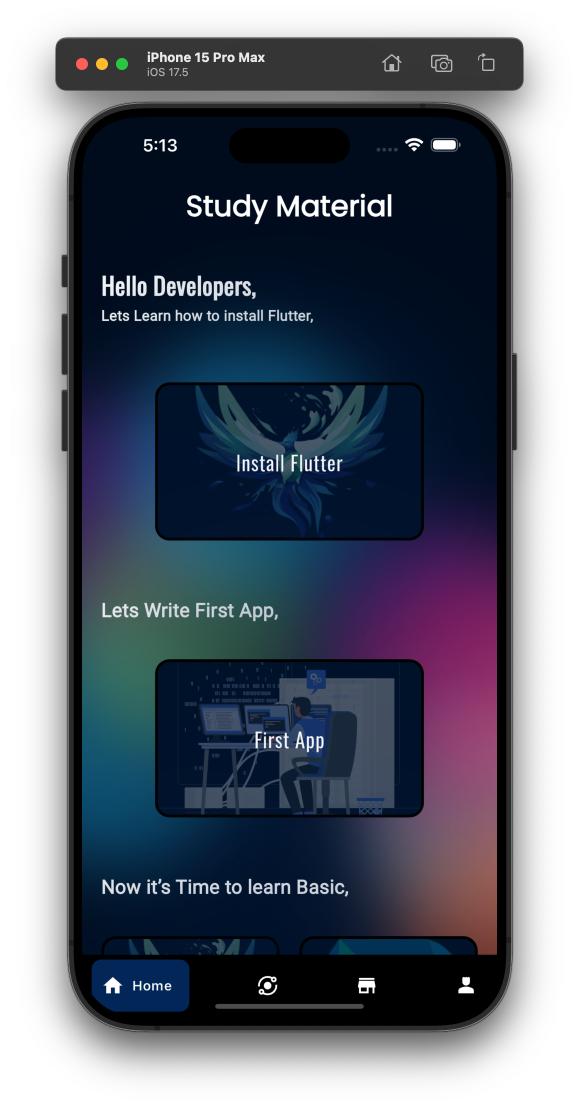 iPhone 15 Pro Max
iOS 17.5
5:13
Study Material
Hello Developers,
Lets Learn how to install Flutter,
Install Flutter
Lets Write First App,
First App
Now it’s Time to learn Basic,
Home